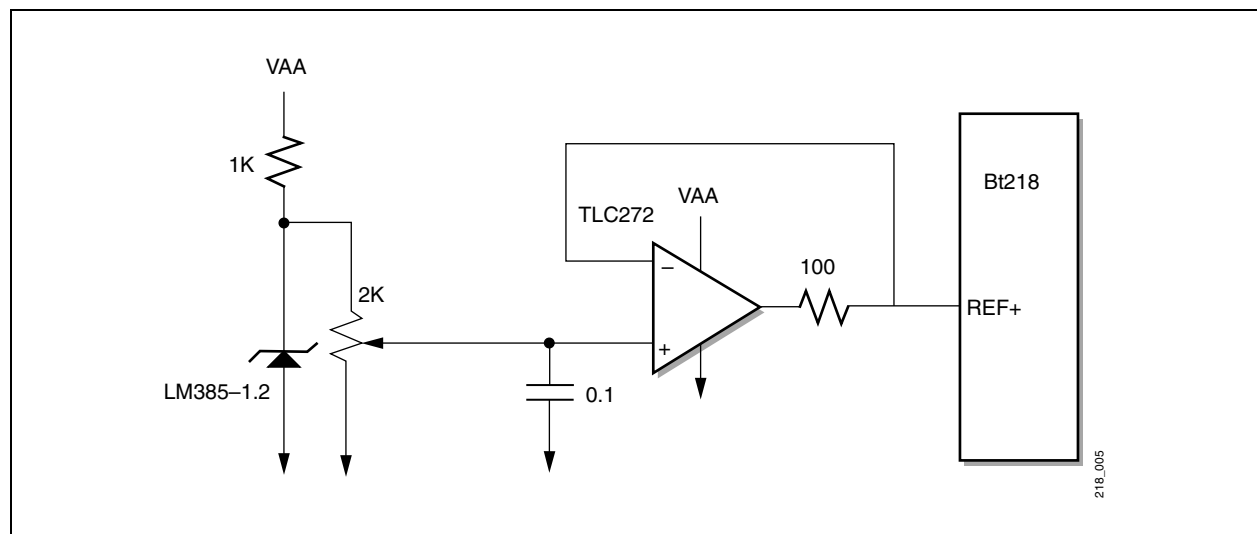 VAA
1K
2K
LM385–1.2
0.1
TLC272
VAA
–
+
100
Bt218
REF+
218_005